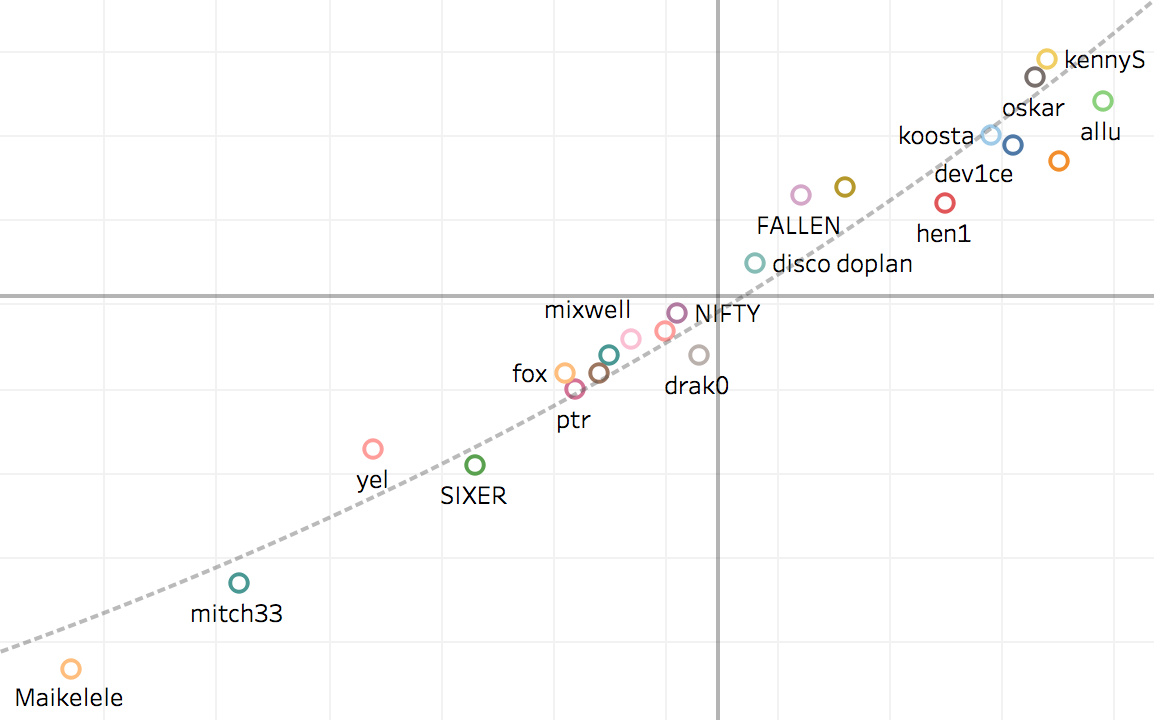 kennyS
oskar
allu
koosta
dev1ce
FALLEN
hen1
disco doplan
mixwell
NIFTY
fox
drak0
ptr
yel
SIXER
mitch33
Maikelele